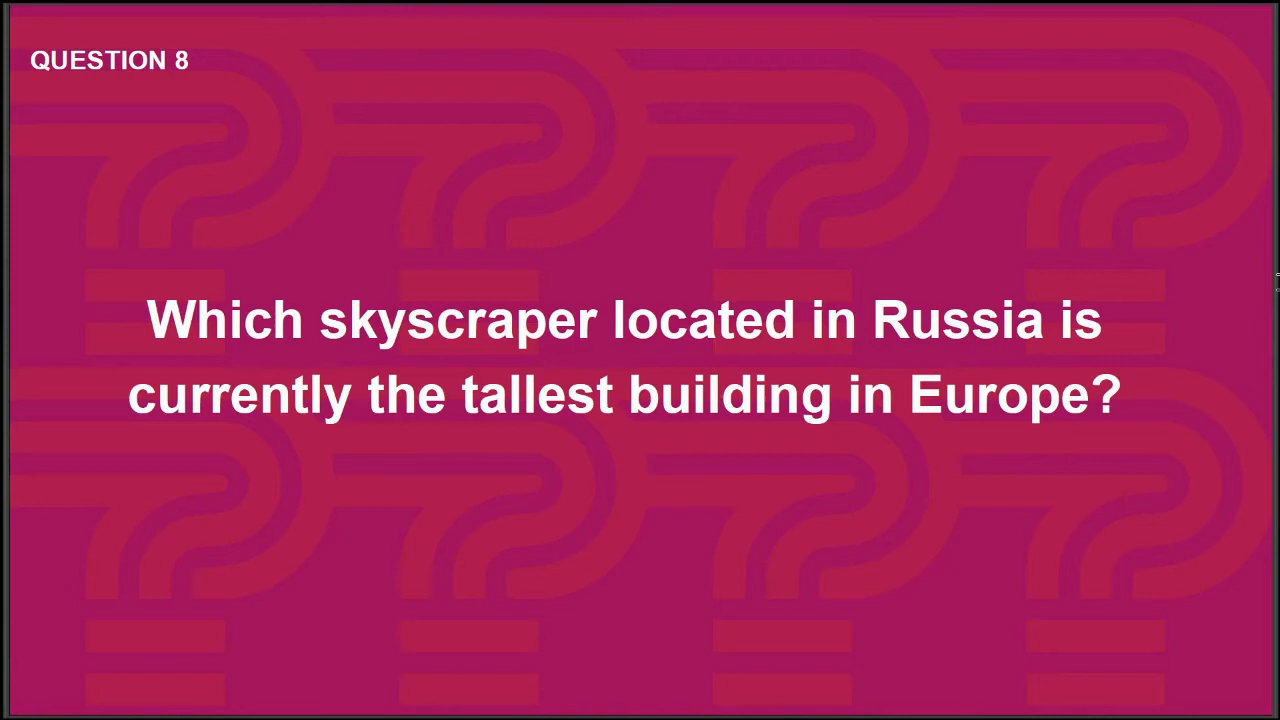 QUESTION 8
Which skyscraper located in Russia is
currently the tallest building in Europe?